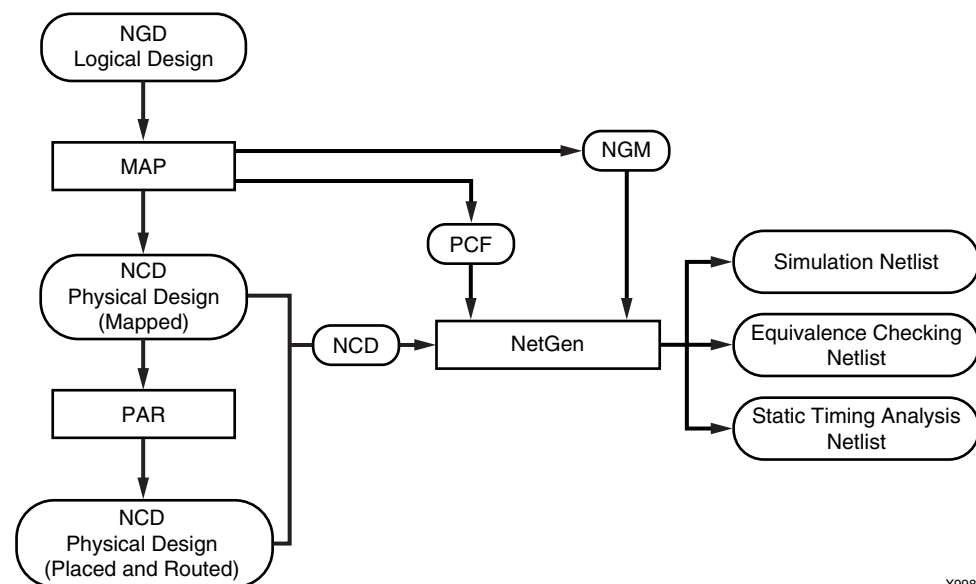 NGD
Logical Design
MAP
NGM
PCF
NCD
Physical Design
(Mapped)
NCD
NetGen
Simulation Netlist
Equivalence Checking
Netlist
Static Timing Analysis
Netlist
PAR
NCD
Physical Design
(Placed and Routed)